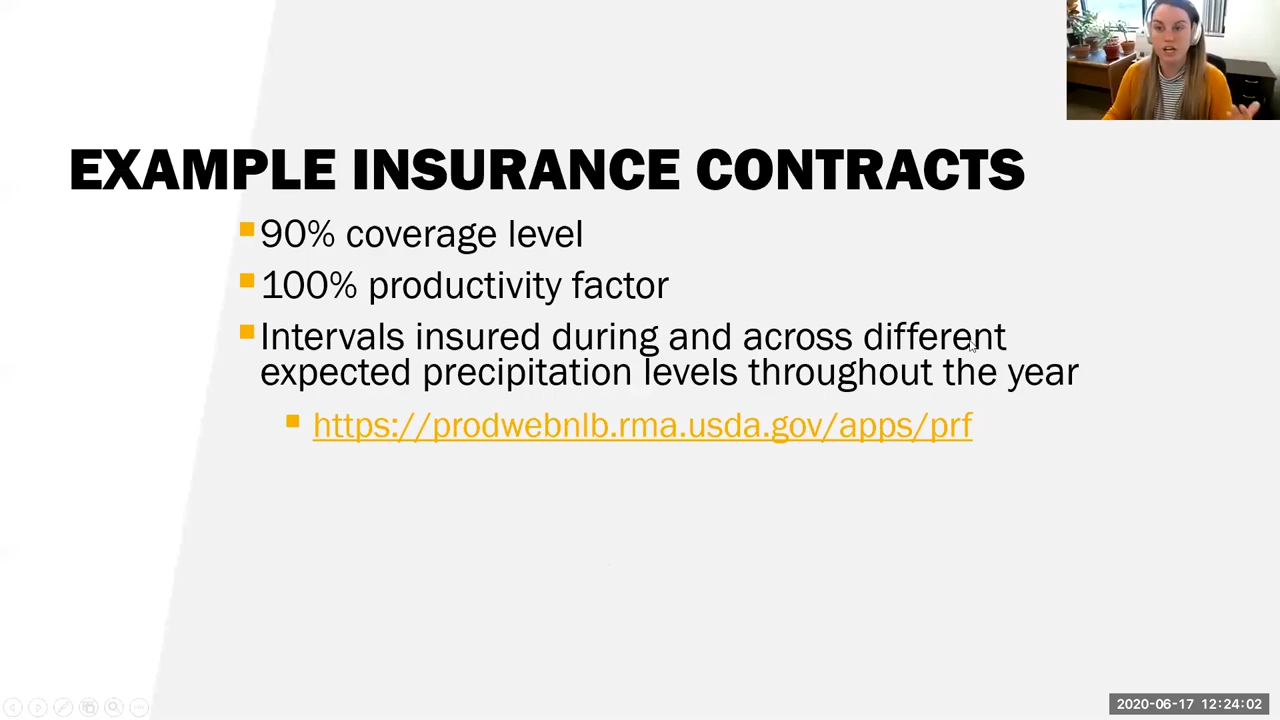 EXAMPLE INSURANCE CONTRACTS
90% coverage level
100% productivity factor
Intervals insured during and across different
expected precipitation levels throughout the year
https://prodwebnlb.rma.usda.gov/apps/prf
2020-06-17 12:24:02